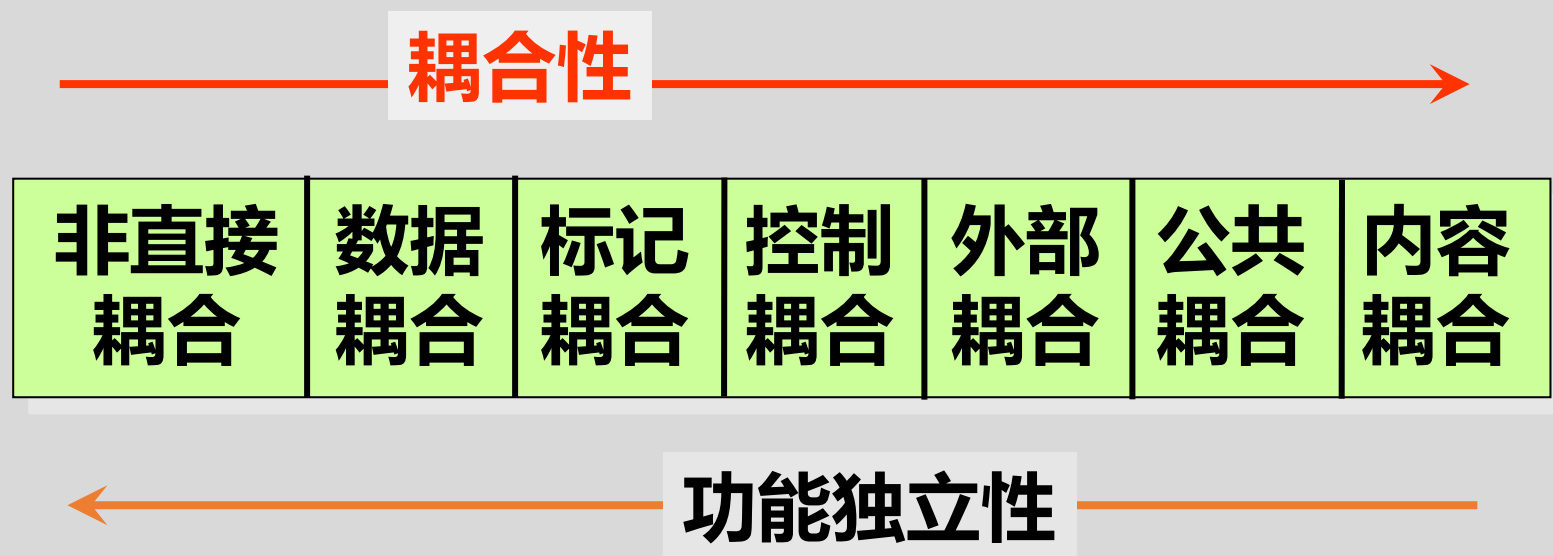 耦合性
非直接 数据 标记 控制 外部 公共 内容
耦合 耦合 耦合 耦合 耦合 耦合 耦合
功能独立性